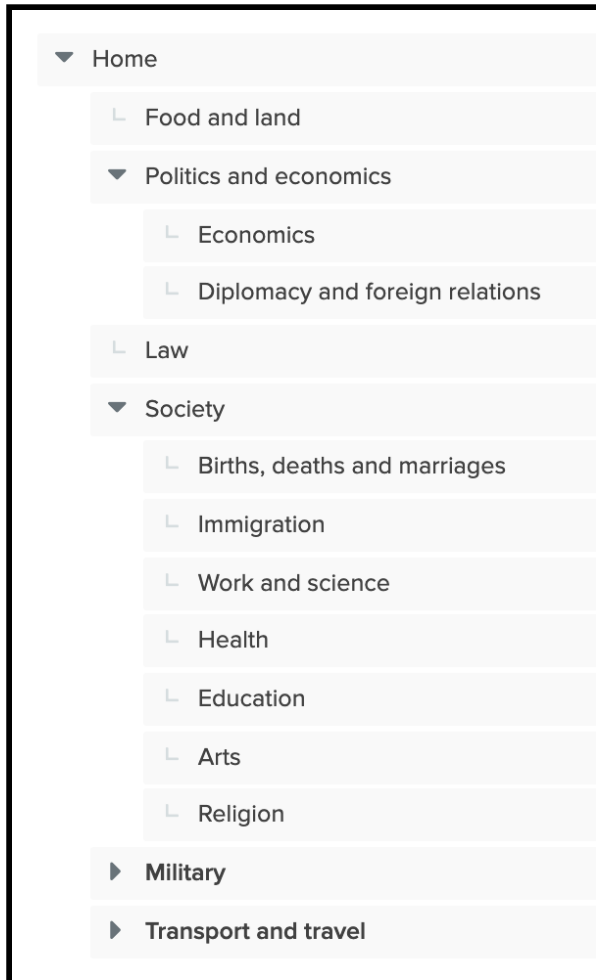 Home
Food and land
Politics and economics
Economics
Diplomacy and foreign relations
Law
Society
Births, deaths and marriages
Immigration
Work and science
Health
Education
Arts
Religion
Military
Transport and travel